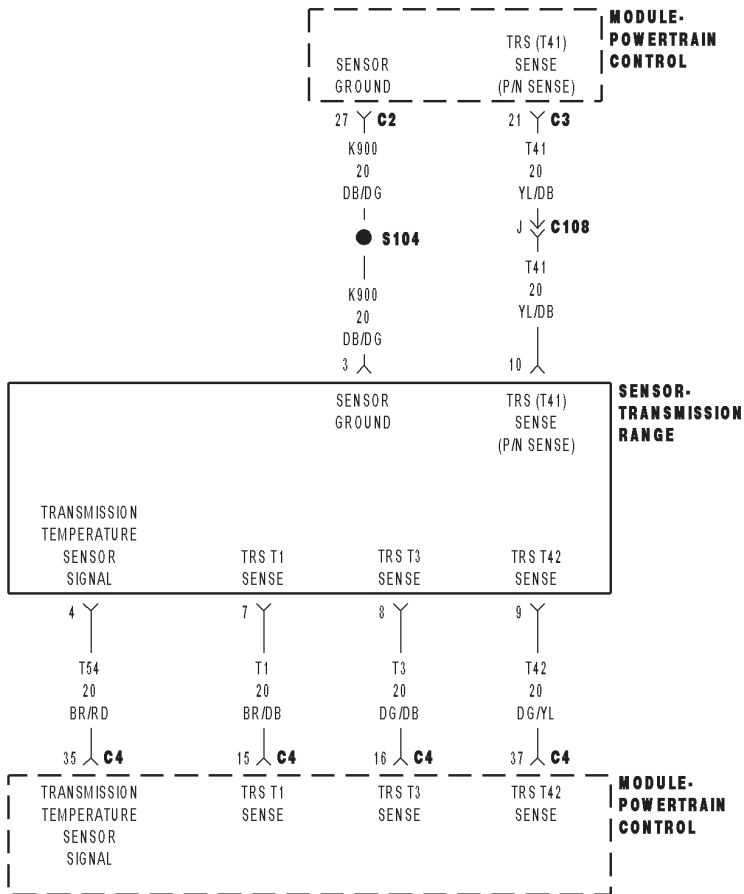 MODULE-
POWERTRAIN
CONTROL
SENSOR
GROUND
TRS (T41)
SENSE
(P/N SENSE)
27 C2
21 C3
K900
20
DB/DG
T41
20
YL/DB
S104
J C108
K900
20
DB/DG
T41
20
YL/DB
3
10
SENSOR
GROUND
TRS (T41)
SENSE
(P/N SENSE)
SENSOR-
TRANSMISSION
RANGE
TRANSMISSION
TEMPERATURE
SENSOR
SIGNAL
TRS T1
SENSE
TRS T3
SENSE
TRS T42
SENSE
4
7
8
9
T54
20
BR/RD
T1
20
BR/DB
T3
20
DG/DB
T42
20
DG/YL
35 C4
15 C4
16 C4
37 C4
TRANSMISSION
TEMPERATURE
SENSOR
SIGNAL
TRS T1
SENSE
TRS T3
SENSE
TRS T42
SENSE
MODULE-
POWERTRAIN
CONTROL